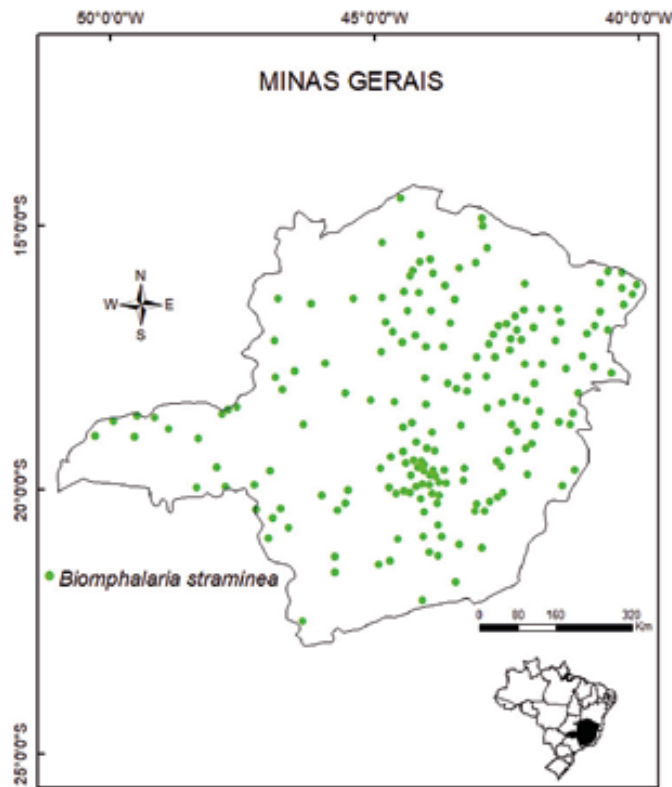 50°0'0"W 45°0'0"W 40°0'0"W
MINAS GERAIS
15°0'0"S
N
W E
S
20°0'0"S
Biomphalaria straminea
0 40 80 160 320
Km
25°0'0"S